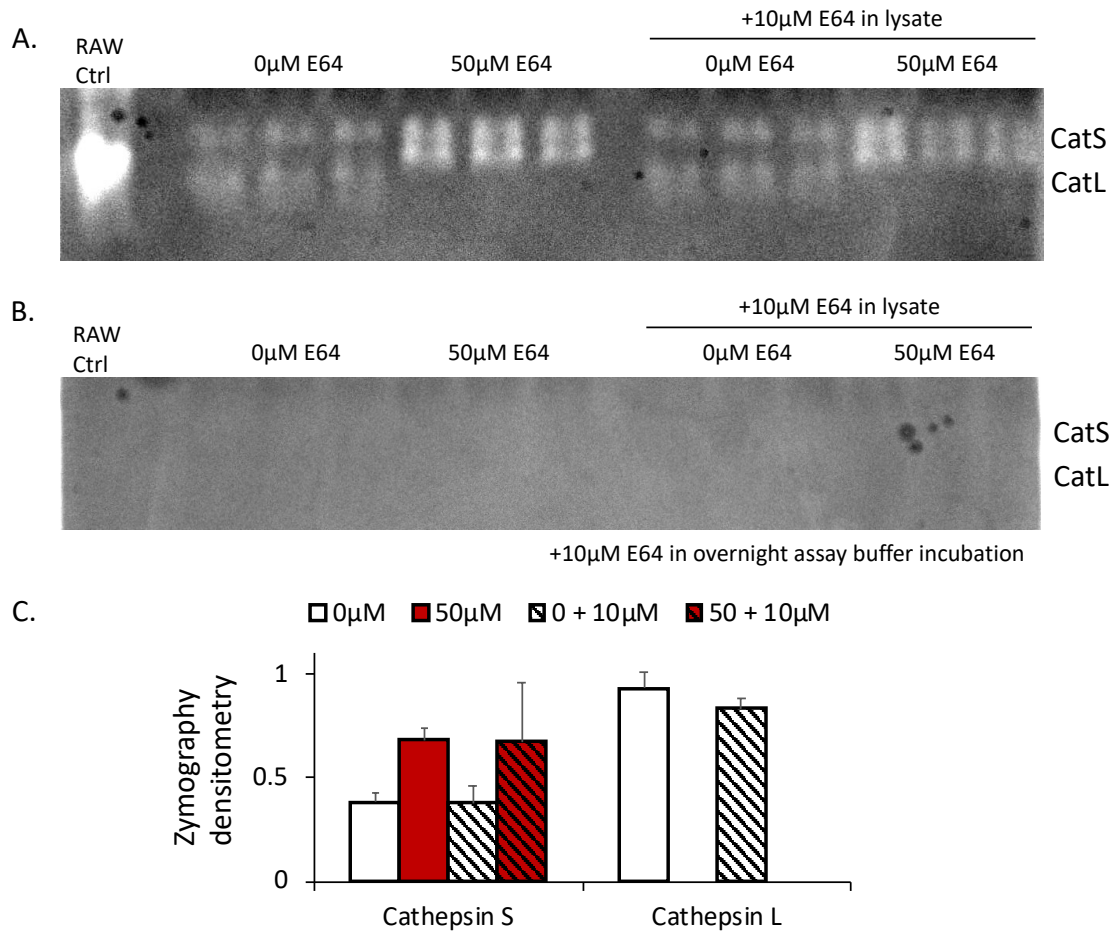 A.
+10µM E64 in lysate
RAW
Ctrl
0µM E64 50µM E64 0µM E64 50µM E64
CatS
CatL
B.
+10µM E64 in lysate
RAW
Ctrl
0µM E64 50µM E64 0µM E64 50µM E64
CatS
CatL
+10µM E64 in overnight assay buffer incubation
C.
0µM 50µM 0 + 10µM 50 + 10µM
Zymography
densitometry
1
0.5
0
Cathepsin S Cathepsin L